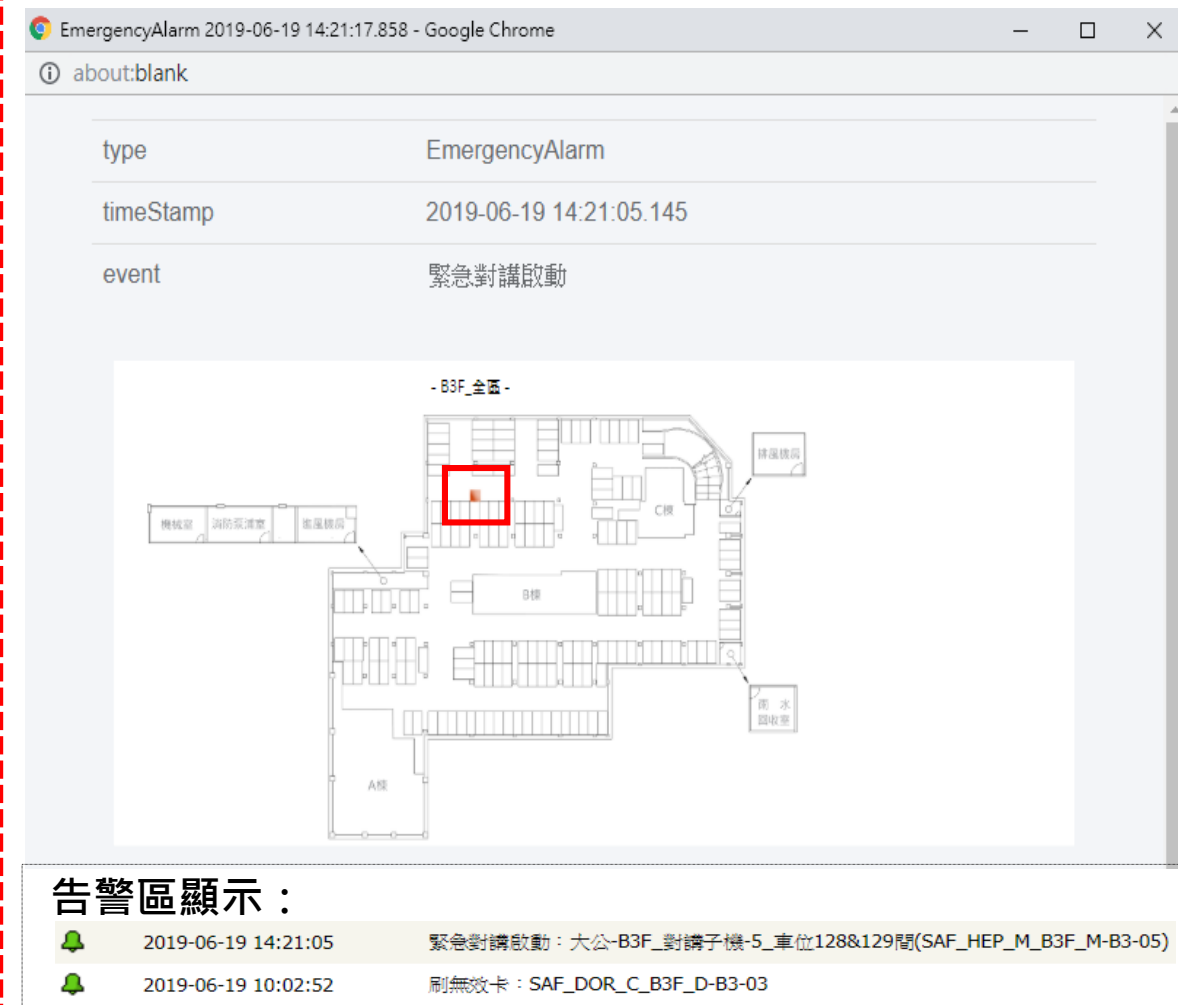 EmergencyAlarm 2019-06-19 14:21:17.858 - Google Chrome
about:blank
type EmergencyAlarm
timeStamp 2019-06-19 14:21:05.145
event 緊急對講啟動
- B3F_全區 -
排風機房
C棟
機械室 消防泵浦室 進風機房
B棟
雨 水
回收室
A棟
告警區顯示：
2019-06-19 14:21:05 緊急對講啟動：大公-B3F_對講子機-5_車位128&129間(SAF_HEP_M_B3F_M-B3-05)
2019-06-19 10:02:52 刷無效卡：SAF_DOR_C_B3F_D-B3-03